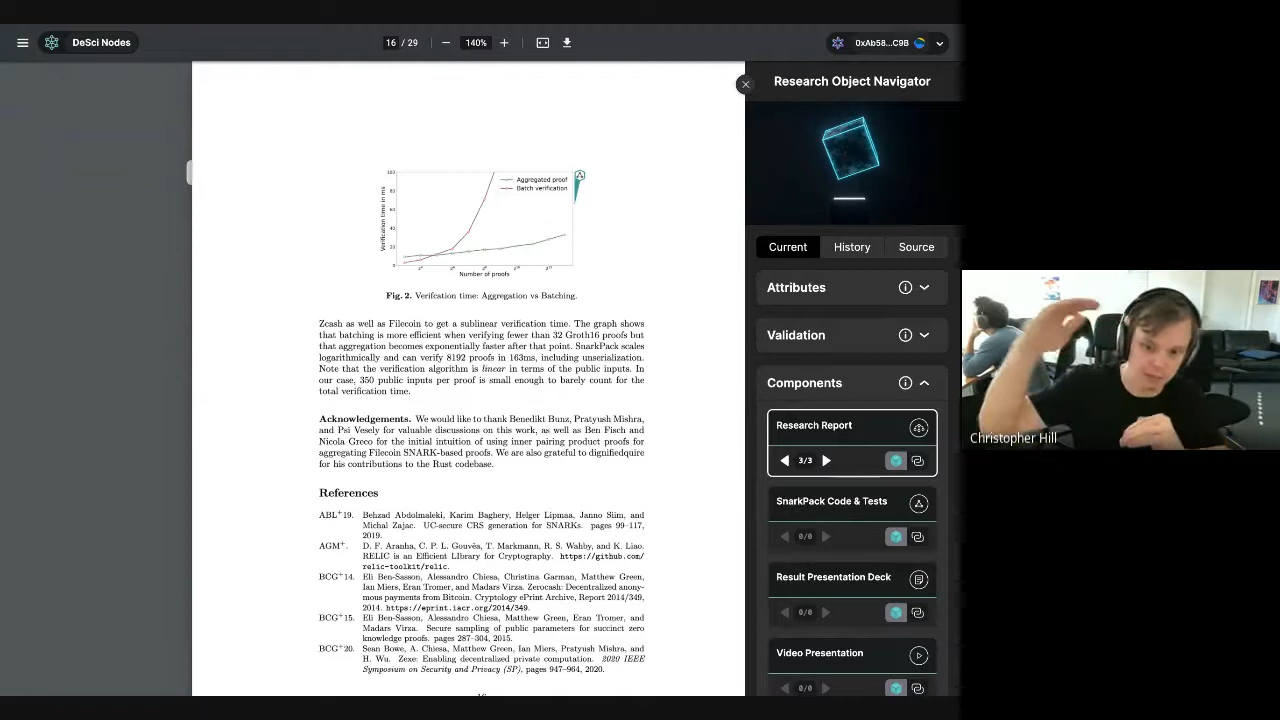 DeSci Nodes
16 / 29
140%
0xAb58...C9B
Research Object Navigator
100
80
60
40
20
0
Verification time in ms
Aggregated proof
Batch verification
Number of proofs
Fig. 2. Verifcation time: Aggregation vs Batching.
Zcash as well as Filecoin to get a sublinear verification time. The graph shows
that batching is more efficient when verifying fewer than 32 Groth16 proofs but
that aggregation becomes exponentially faster after that point. SnarkPack scales
logarithmically and can verify 8192 proofs in 163ms, including unserialization.
Note that the verification algorithm is linear in terms of the public inputs. In
our case, 350 public inputs per proof is small enough to barely count for the
total verification time.
Acknowledgements. We would like to thank Benedikt Bunz, Pratyush Mishra,
and Psi Vesely for valuable discussions on this work, as well as Ben Fisch and
Nicola Greco for the initial intuition of using inner pairing product proofs for
aggregating Filecoin SNARK-based proofs. We are also grateful to dignifiedquire
for his contributions to the Rust codebase.
References
ABL+19. Behzad Abdolmaleki, Karim Baghery, Helger Lipmaa, Janno Siim, and
Michal Zajac. UC-secure CRS generation for SNARKs. pages 99–117,
2019.
AGM+. D. F. Aranha, C. P. L. Gouvêa, T. Markmann, R. S. Wahby, and K. Liao.
RELIC is an Efficient LIbrary for Cryptography. https://github.com/
relic-toolkit/relic.
BCG+14. Eli Ben-Sasson, Alessandro Chiesa, Christina Garman, Matthew Green,
Ian Miers, Eran Tromer, and Madars Virza. Zerocash: Decentralized anony-
mous payments from Bitcoin. Cryptology ePrint Archive, Report 2014/349,
2014. https://eprint.iacr.org/2014/349.
BCG+15. Eli Ben-Sasson, Alessandro Chiesa, Matthew Green, Eran Tromer, and
Madars Virza. Secure sampling of public parameters for succinct zero
knowledge proofs. pages 287–304, 2015.
BCG+20. Sean Bowe, A. Chiesa, Matthew Green, Ian Miers, Pratyush Mishra, and
H. Wu. Zexe: Enabling decentralized private computation. 2020 IEEE
Symposium on Security and Privacy (SP), pages 947–964, 2020.
Current
History
Source
Attributes
Validation
Components
Research Report
3/3
SnarkPack Code & Tests
0/0
Result Presentation Deck
0/0
Video Presentation
0/0
Christopher Hill